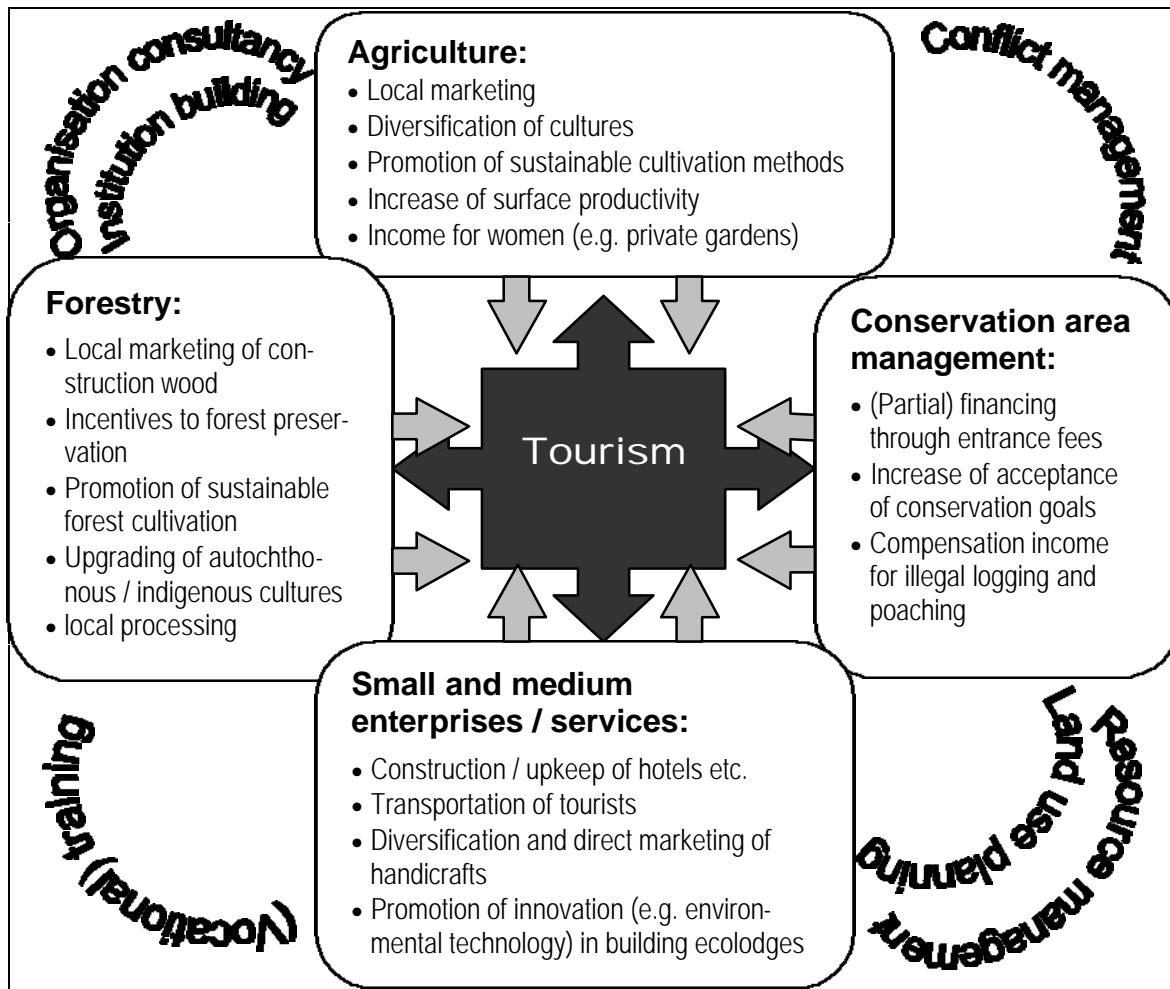 Organisation consultancy
Institution building
Agriculture:
• Local marketing
• Diversification of cultures
• Promotion of sustainable cultivation methods
• Increase of surface productivity
• Income for women (e.g. private gardens)
Conflict management
Forestry:
• Local marketing of con-
struction wood
• Incentives to forest preser-
vation
• Promotion of sustainable
forest cultivation
• Upgrading of autochtho-
nous / indigenous cultures
• local processing
Tourism
Conservation area
management:
• (Partial) financing
through entrance fees
• Increase of acceptance
of conservation goals
• Compensation income
for illegal logging and
poaching
Small and medium
enterprises / services:
• Construction / upkeep of hotels etc.
• Transportation of tourists
• Diversification and direct marketing of
handicrafts
• Promotion of innovation (e.g. environ-
mental technology) in building ecolodges
(Vocational) training
Land use planning
Resource management